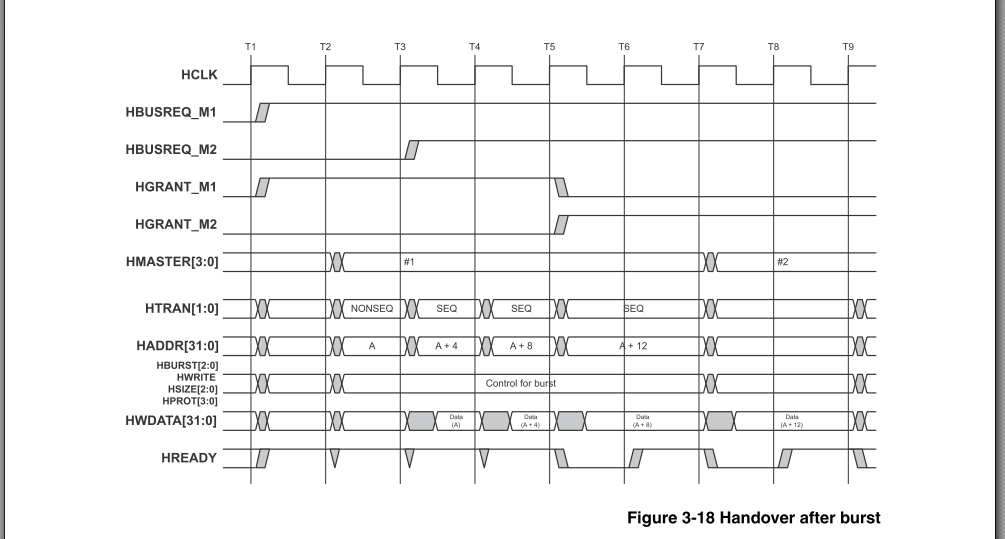 T1 T2 T3 T4 T5 T6 T7 T8 T9
HCLK
HBUSREQ_M1
HBUSREQ_M2
HGRANT_M1
HGRANT_M2
HMASTER[3:0] #1 #2
HTRAN[1:0] NONSEQ SEQ SEQ SEQ
HADDR[31:0] A A + 4 A + 8 A + 12
HBURST[2:0]
HWRITE
HSIZE[2:0]
HPROT[3:0]
Control for burst
HWDATA[31:0] Data (A) Data (A + 4) Data (A + 8) Data (A + 12)
HREADY
Figure 3-18 Handover after burst